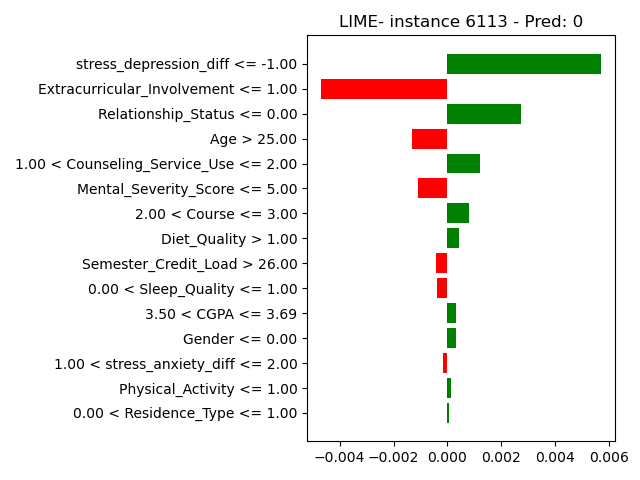 LIME- instance 6113 - Pred: 0
stress_depression_diff <= -1.00
Extracurricular_Involvement <= 1.00
Relationship_Status <= 0.00
Age > 25.00
1.00 < Counseling_Service_Use <= 2.00
Mental_Severity_Score <= 5.00
2.00 < Course <= 3.00
Diet_Quality > 1.00
Semester_Credit_Load > 26.00
0.00 < Sleep_Quality <= 1.00
3.50 < CGPA <= 3.69
Gender <= 0.00
1.00 < stress_anxiety_diff <= 2.00
Physical_Activity <= 1.00
0.00 < Residence_Type <= 1.00
−0.004 −0.002 0.000 0.002 0.004 0.006